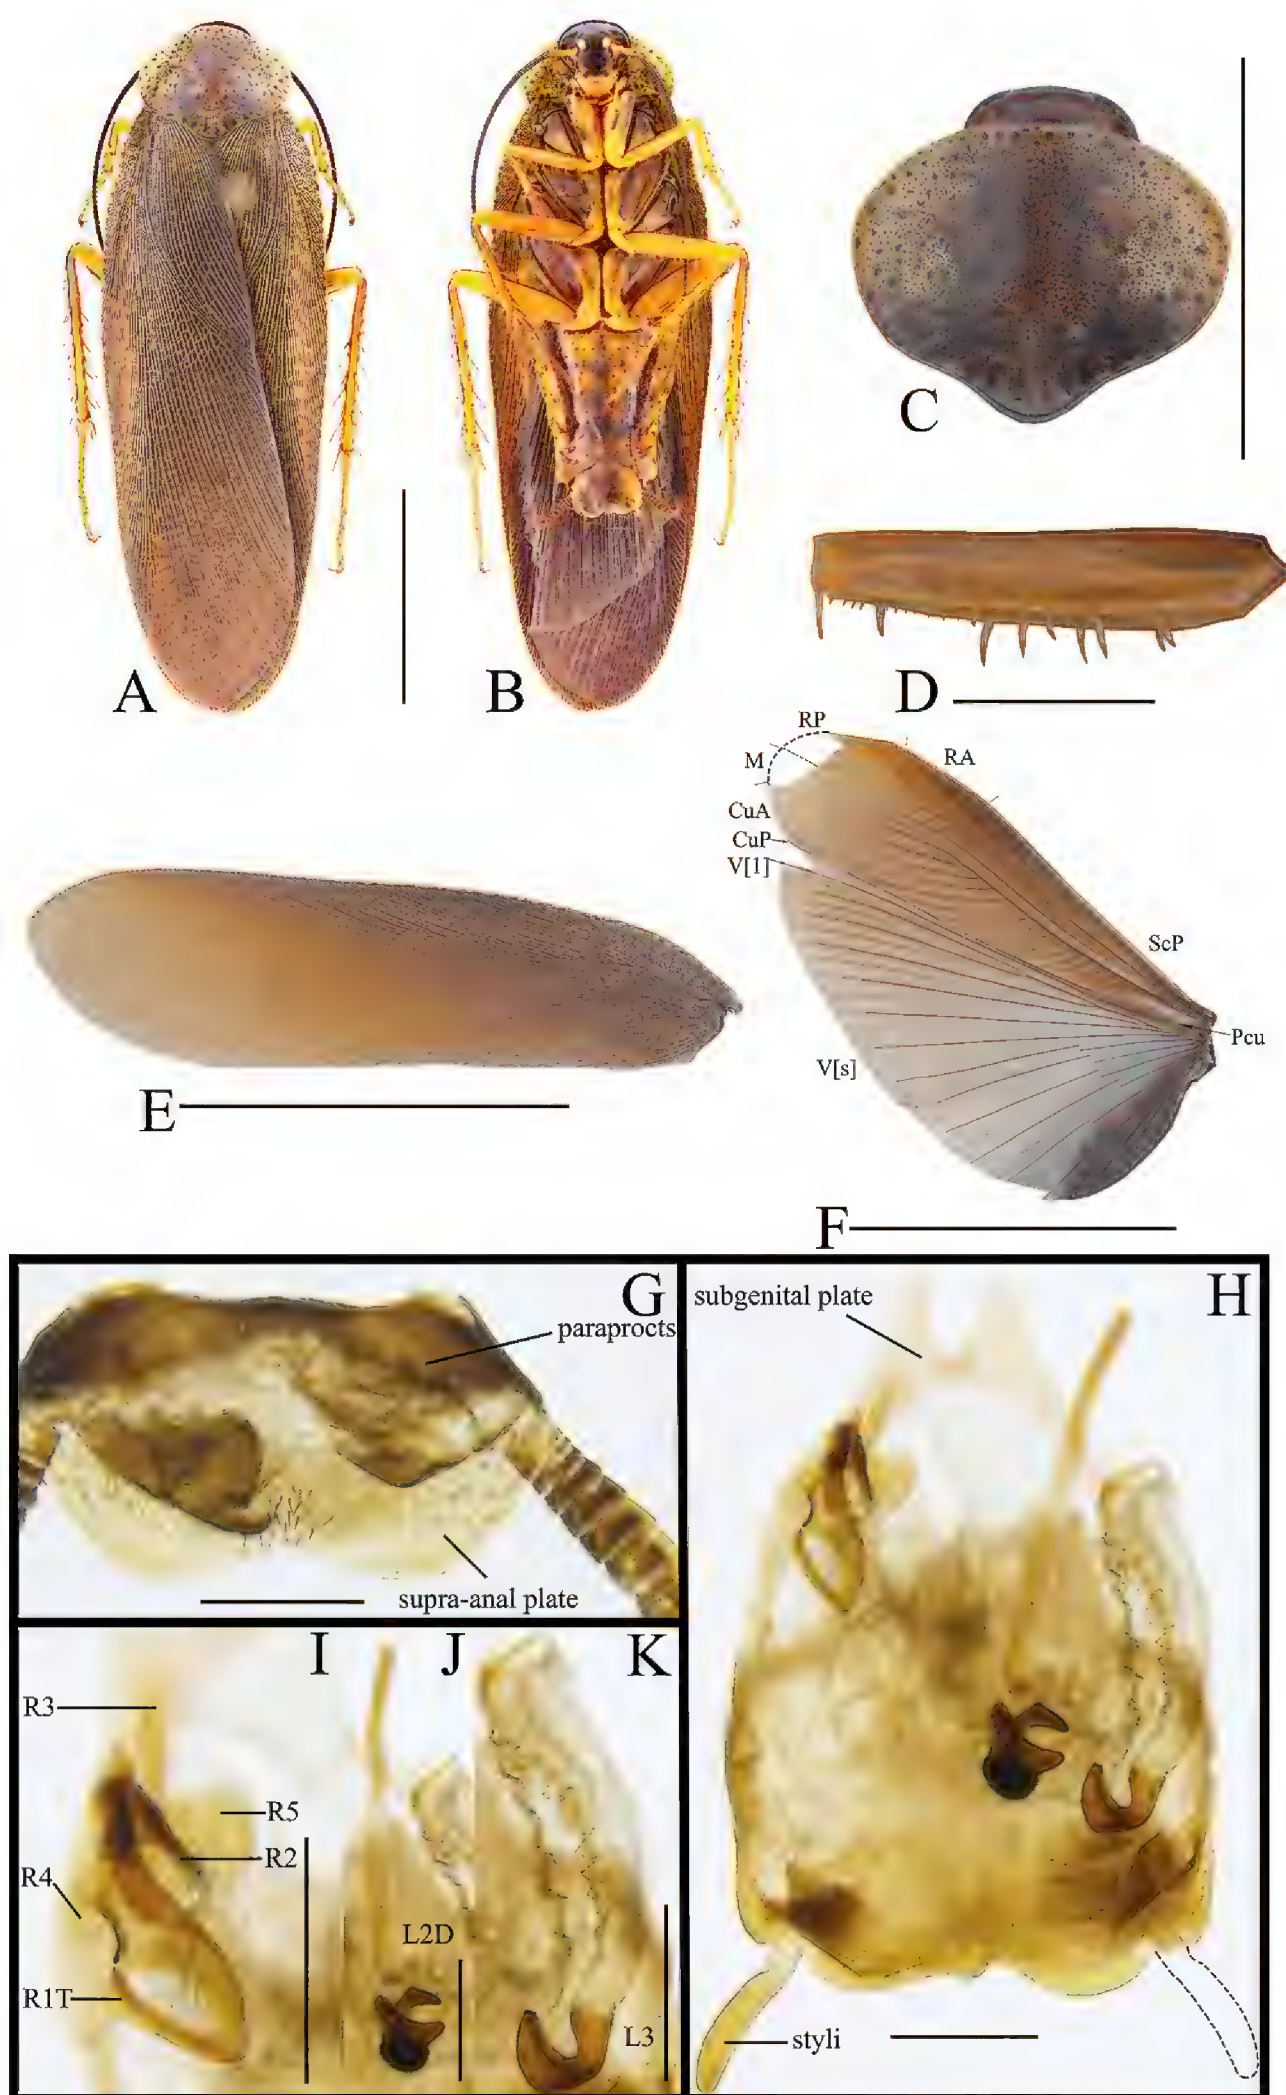 A
B
C
D
RP
RA
M
CuA
CuP
V[1]
ScP
Pcu
V[s]
E
F
G
paraprocts
supra-anal plate
subgenital plate
H
styli
I
R3
R5
R2
R4
R1T
J
L2D
K
L3